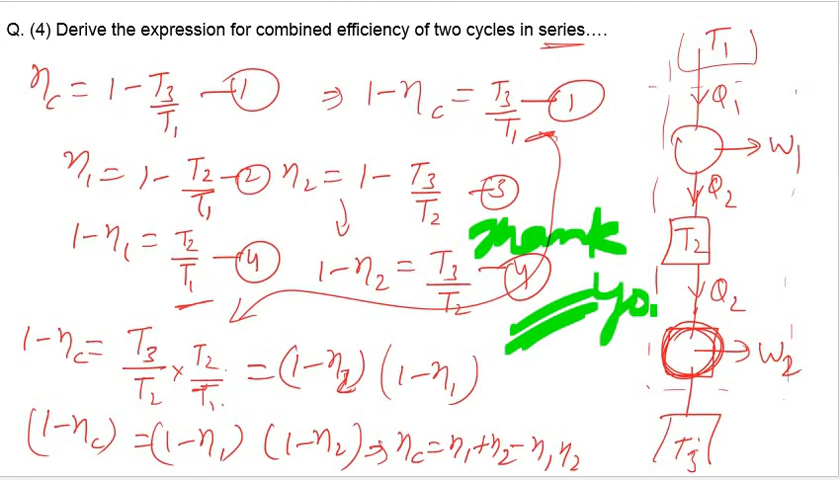 Q. (4) Derive the expression for combined efficiency of two cycles in series....
η_c = 1 - T3/T1 — ① ⇒ 1 - η_c = T3/T1 — ①
η1 = 1 - T2/T1 — ② η2 = 1 - T3/T2 — ③
1 - η1 = T2/T1 — ④ 1 - η2 = T3/T2 — ④
Thank
Yo.
1 - η_c = T3/T2 × T2/T1 = (1 - η2) (1 - η1)
(1 - η_c) = (1 - η1) (1 - η2) ⇒ η_c = η1 + η2 - η1 η2
T1
Q1
W1
Q2
T2
Q2
W2
T3